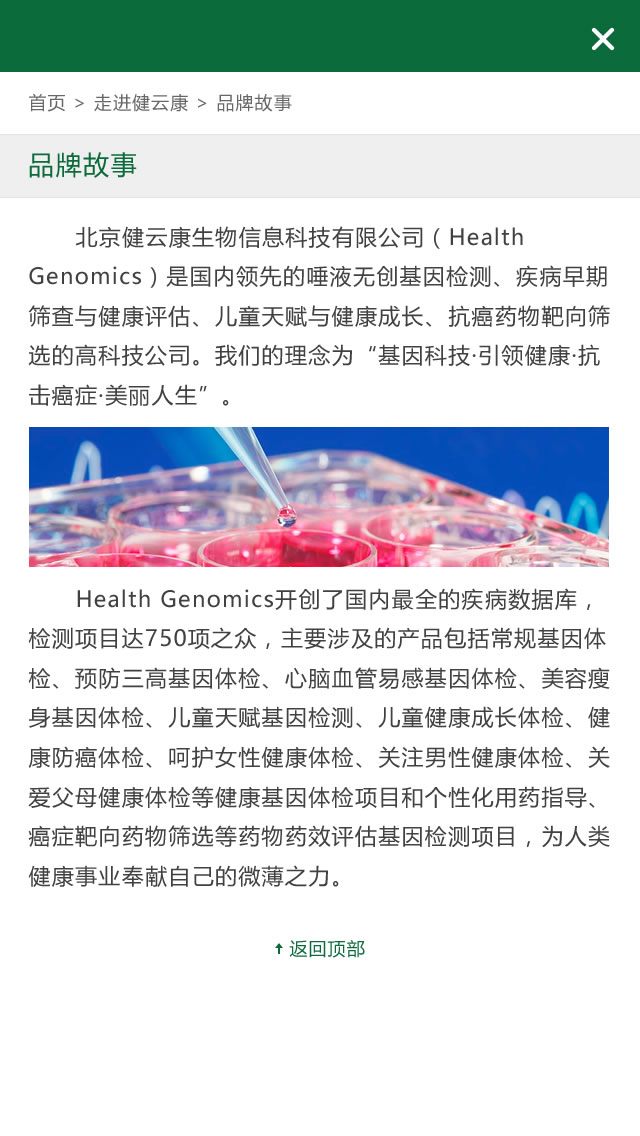 首页 > 走进健云康 > 品牌故事
品牌故事
北京健云康生物信息科技有限公司（Health
Genomics）是国内领先的唾液无创基因检测、疾病早期
筛查与健康评估、儿童天赋与健康成长、抗癌药物靶向筛
选的高科技公司。我们的理念为“基因科技·引领健康·抗
击癌症·美丽人生”。
Health Genomics开创了国内最全的疾病数据库，
检测项目达750项之众，主要涉及的产品包括常规基因体
检、预防三高基因体检、心脑血管易感基因体检、美容瘦
身基因体检、儿童天赋基因检测、儿童健康成长体检、健
康防癌体检、呵护女性健康体检、关注男性健康体检、关
爱父母健康体检等健康基因体检项目和个性化用药指导、
癌症靶向药物筛选等药物药效评估基因检测项目，为人类
健康事业奉献自己的微薄之力。
返回顶部